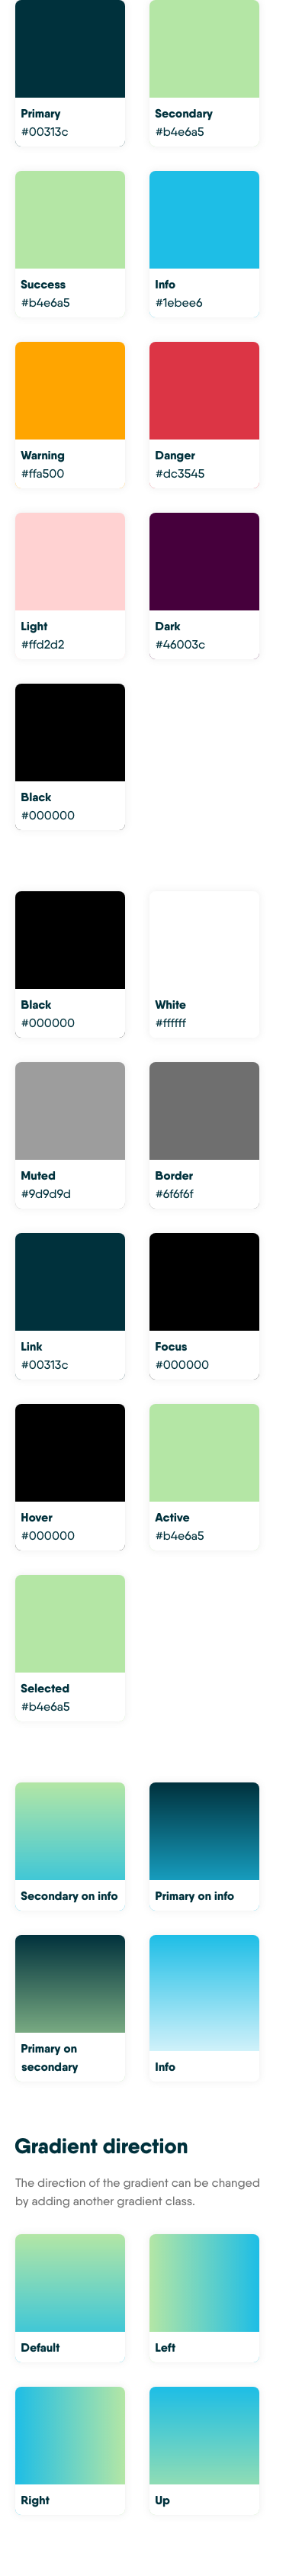 Primary
#00313c
Secondary
#b4e6a5
Success
#b4e6a5
Info
#1ebee6
Warning
#ffa500
Danger
#dc3545
Light
#ffd2d2
Dark
#46003c
Black
#000000
Black
#000000
White
#ffffff
Muted
#9d9d9d
Border
#6f6f6f
Link
#00313c
Focus
#000000
Hover
#000000
Active
#b4e6a5
Selected
#b4e6a5
Secondary on info
Primary on info
Primary on
secondary
Info
Gradient direction
The direction of the gradient can be changed
by adding another gradient class.
Default
Left
Right
Up